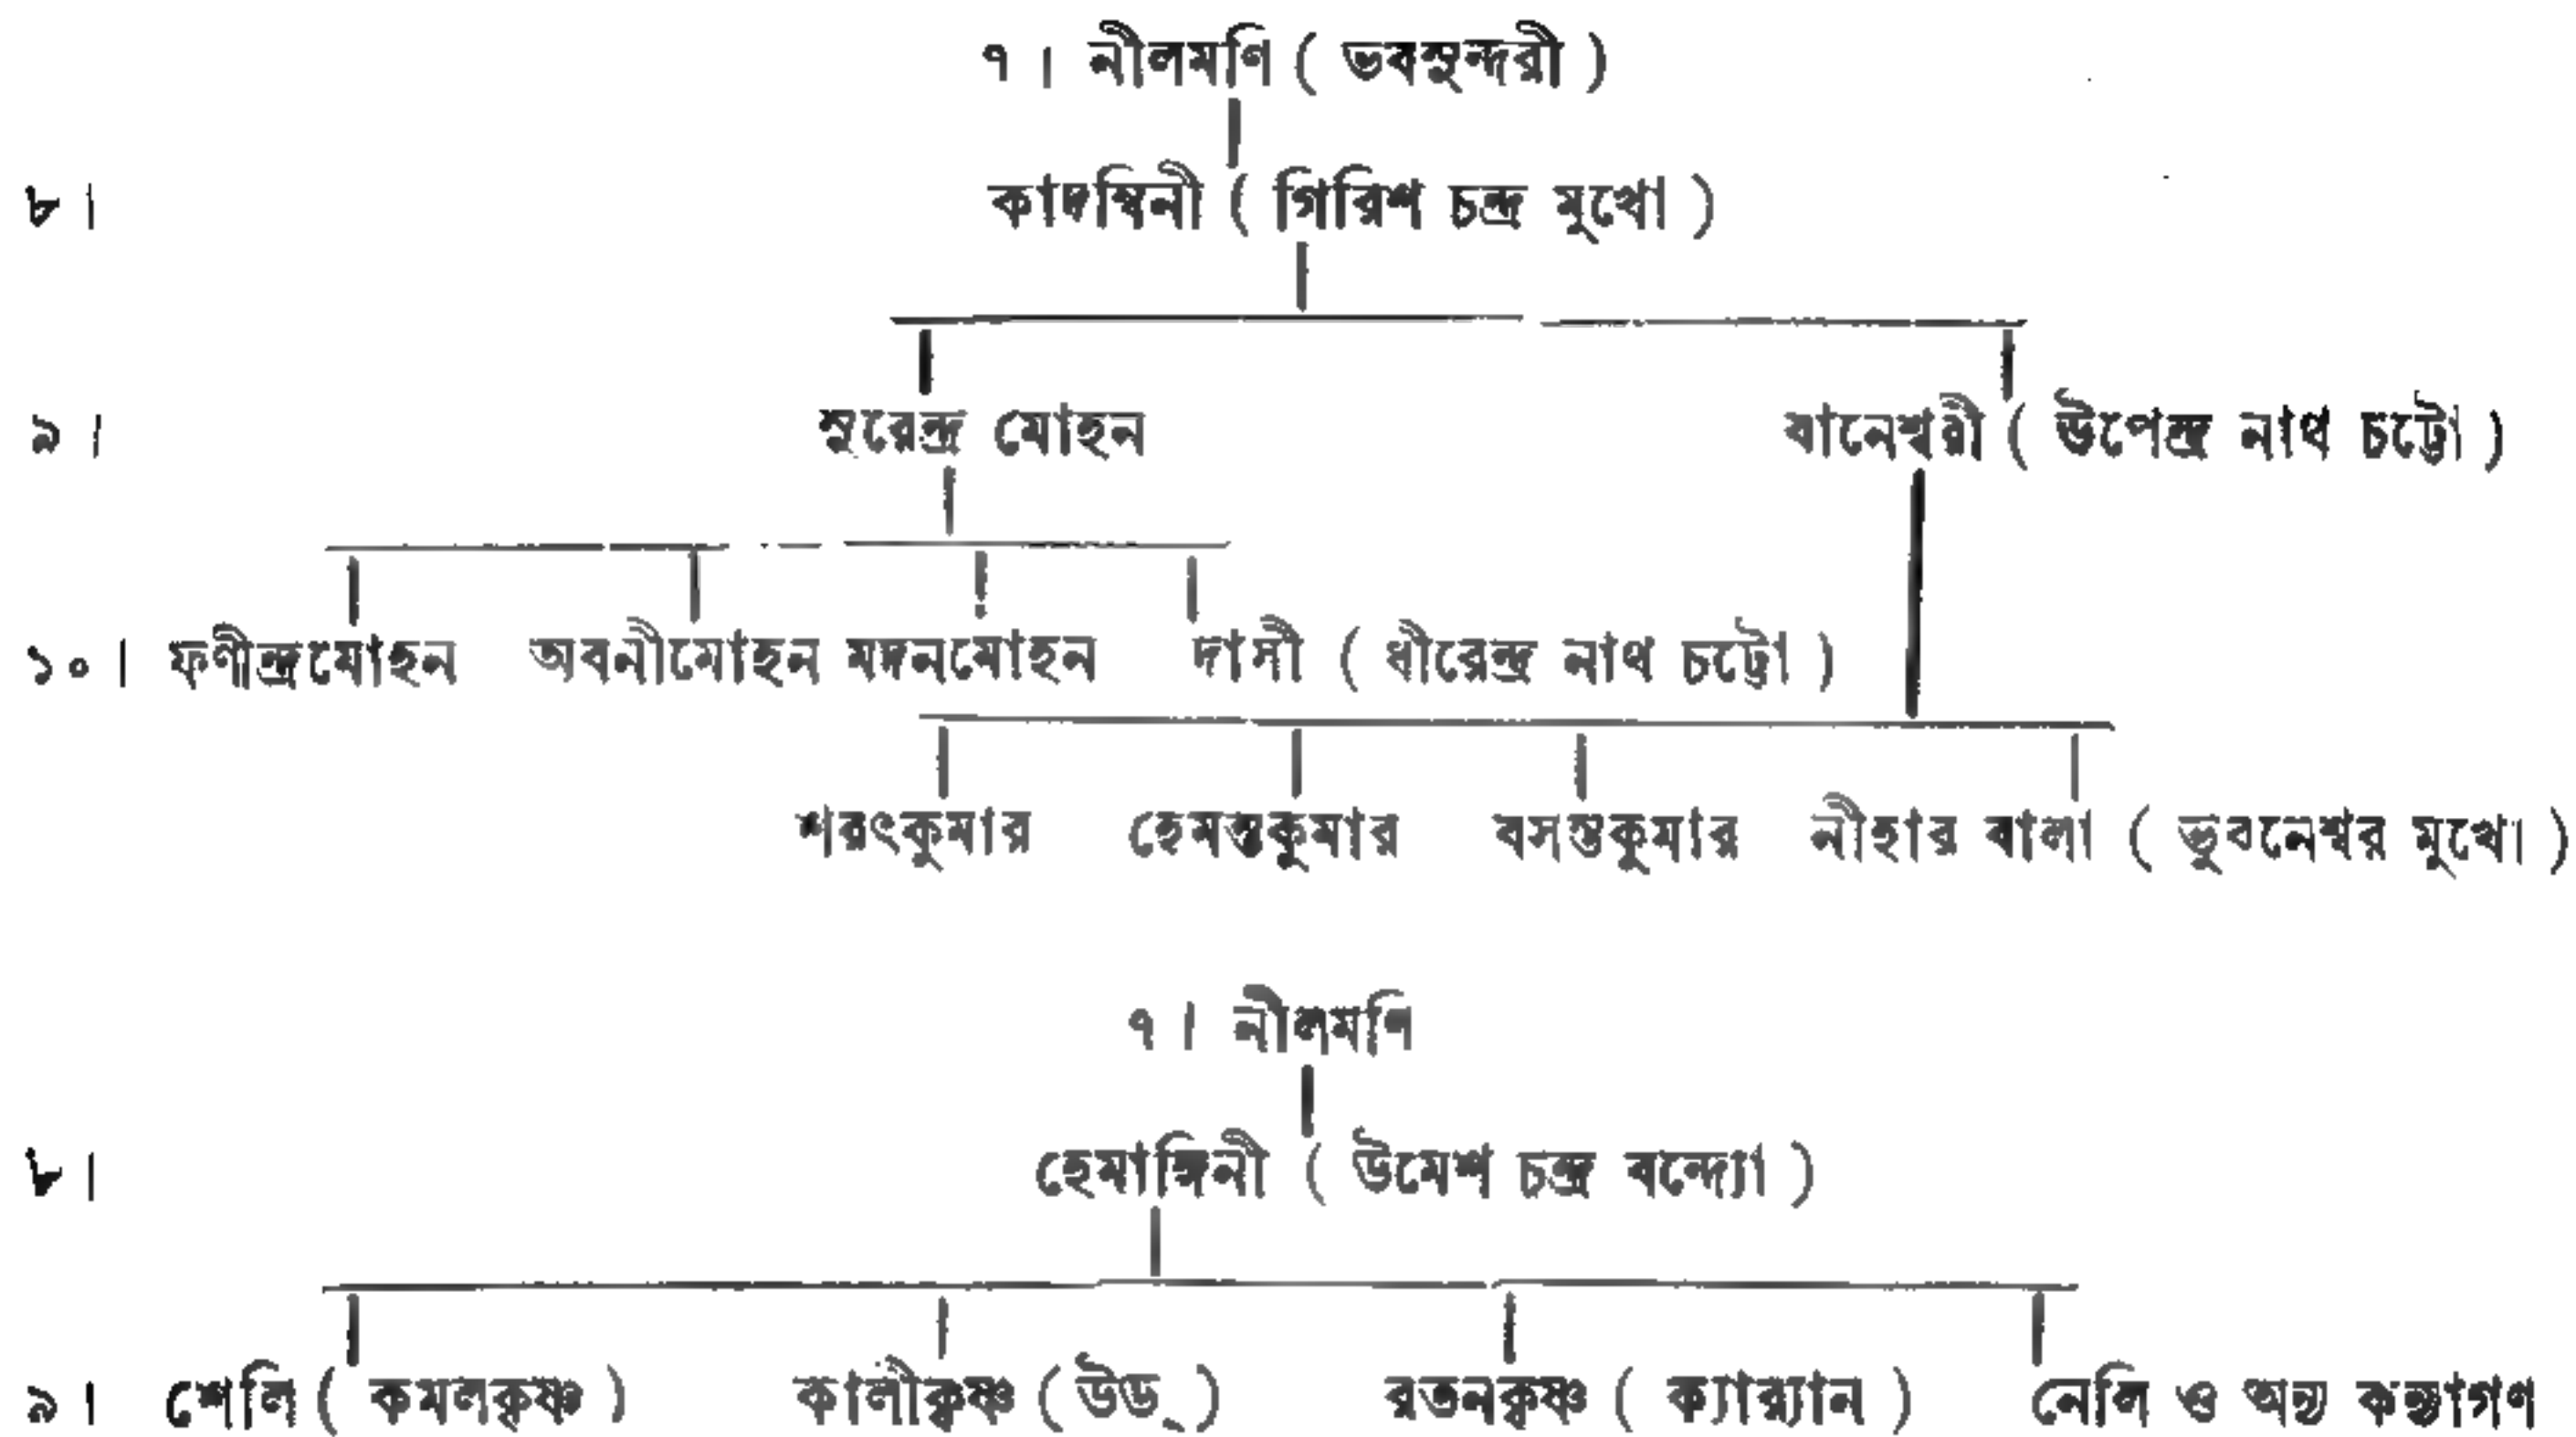 ৭। নীলমণি ( ভবসুন্দরী )
৮। কাদম্বিনী ( গিরিশ চন্দ্র মুখো )
৯। সুরেন্দ্র মোহন বানেশ্বরী ( উপেন্দ্র নাথ চট্টো )
১০। ফণীন্দ্রমোহন অবনীমোহন মদনমোহন দাসী ( ধীরেন্দ্র নাথ চট্টো )
শরৎকুমার হেমন্তকুমার বসন্তকুমার নীহার বালা ( ভুবনেশ্বর মুখো )
৭। নীলমণি
৮। হেমাঙ্গিনী ( উমেশ চন্দ্র বন্দ্যো )
৯। শেলি ( কমলকৃষ্ণ ) কালীকৃষ্ণ ( উড্ ) রতনকৃষ্ণ ( ক্যার‍্যান ) নেলি ও অন্য কন্যাগণ